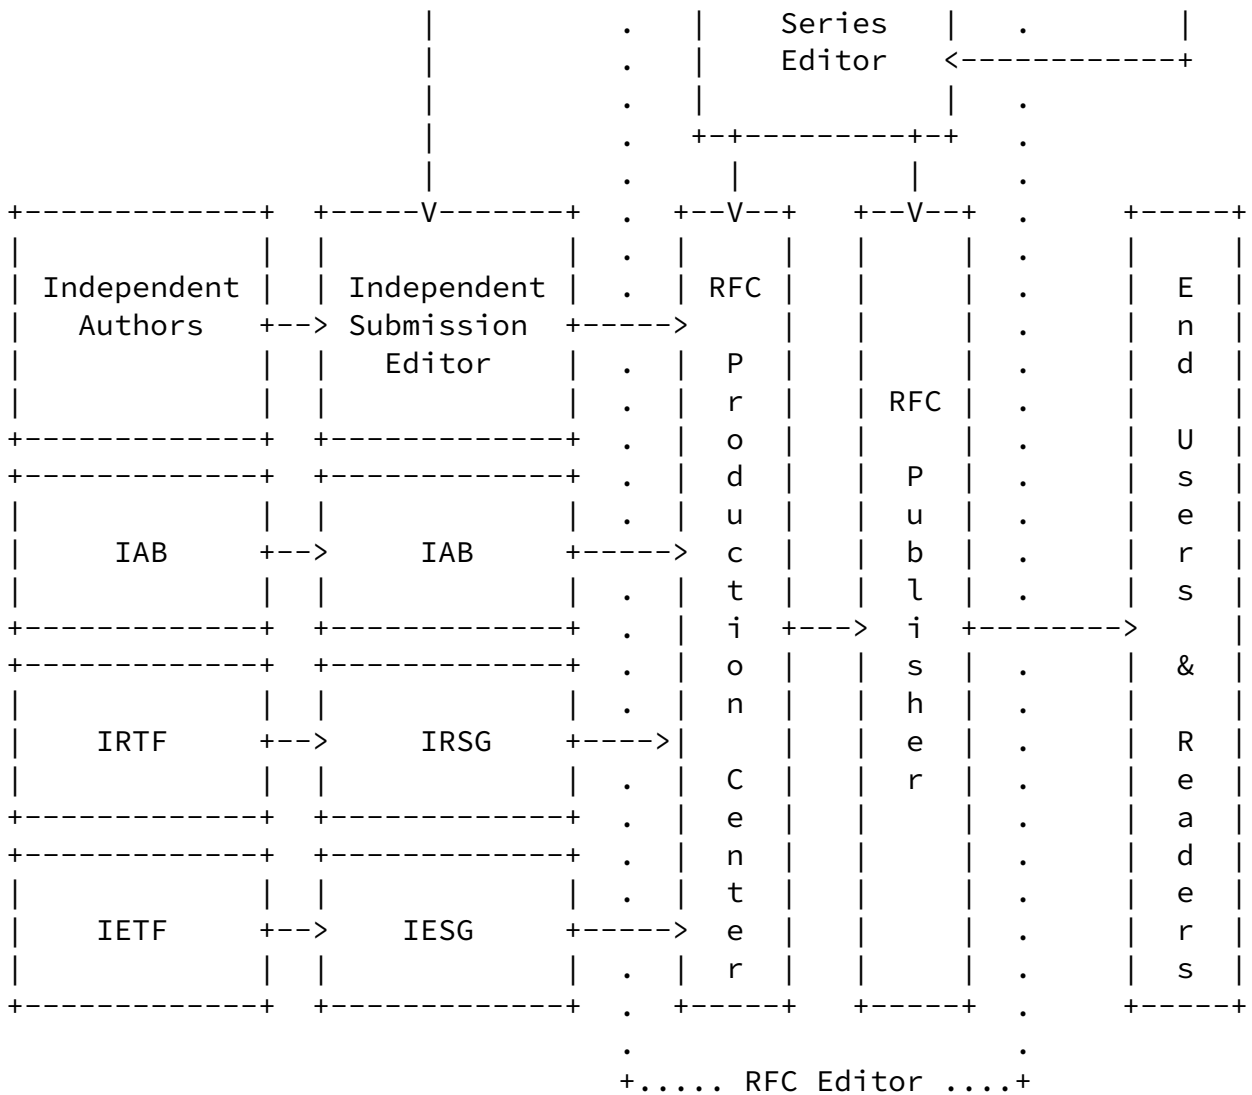 Series
Editor
Independent Authors
Independent Submission Editor
RFC Production Center
RFC Publisher
End Users & Readers
IAB
IAB
IRTF
IRSG
IETF
IESG
RFC Editor